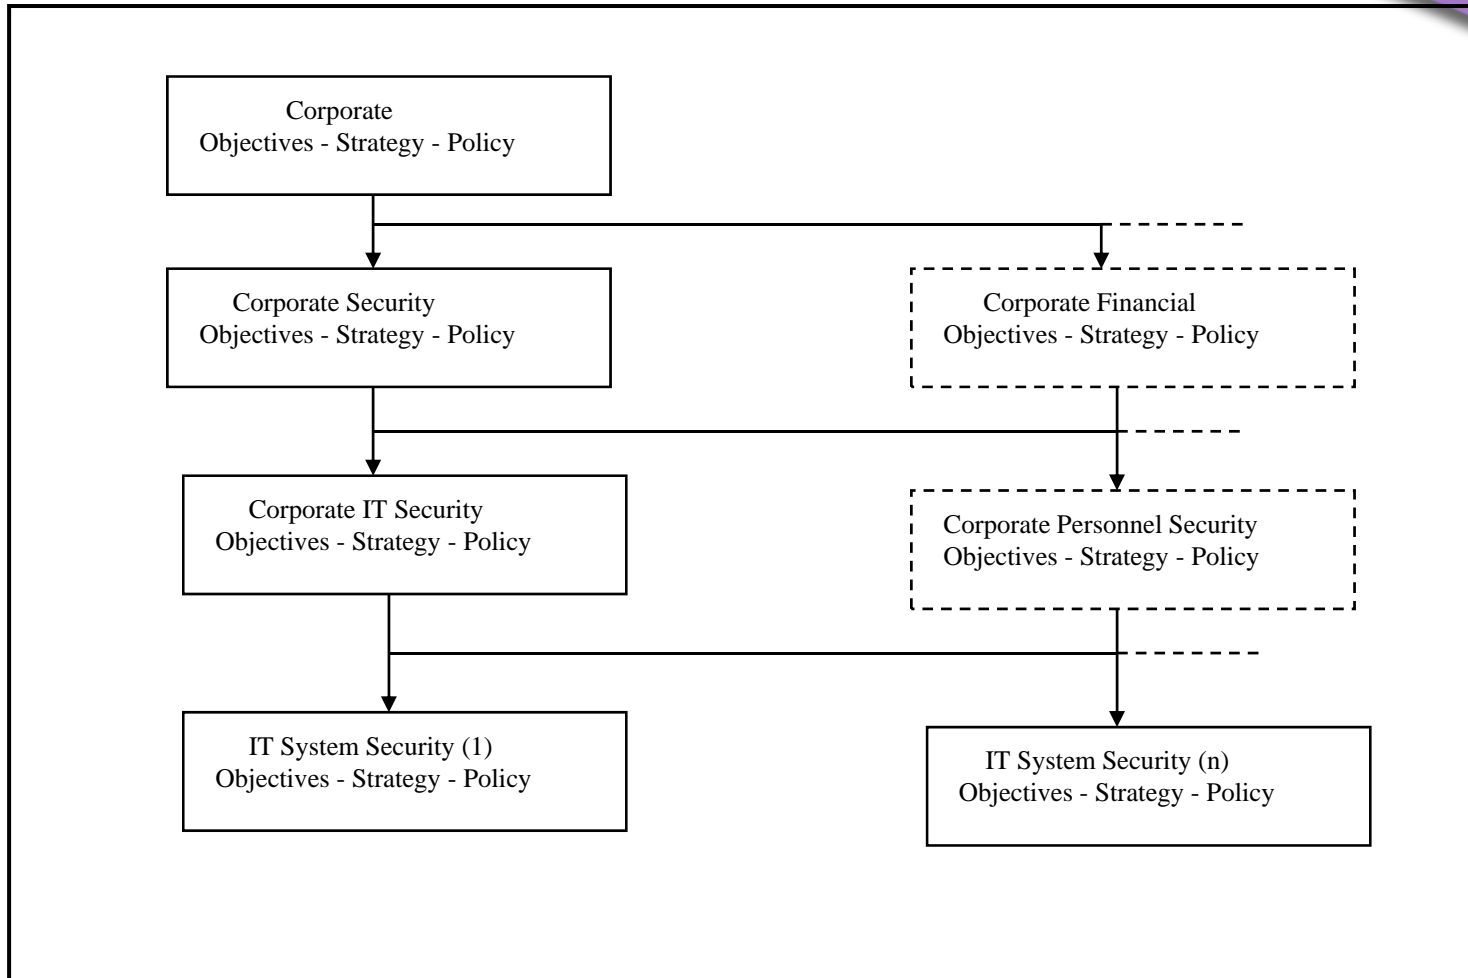 Corporate
Objectives - Strategy - Policy
Corporate Security
Objectives - Strategy - Policy
Corporate Financial
Objectives - Strategy - Policy
Corporate IT Security
Objectives - Strategy - Policy
Corporate Personnel Security
Objectives - Strategy - Policy
IT System Security (1)
Objectives - Strategy - Policy
IT System Security (n)
Objectives - Strategy - Policy